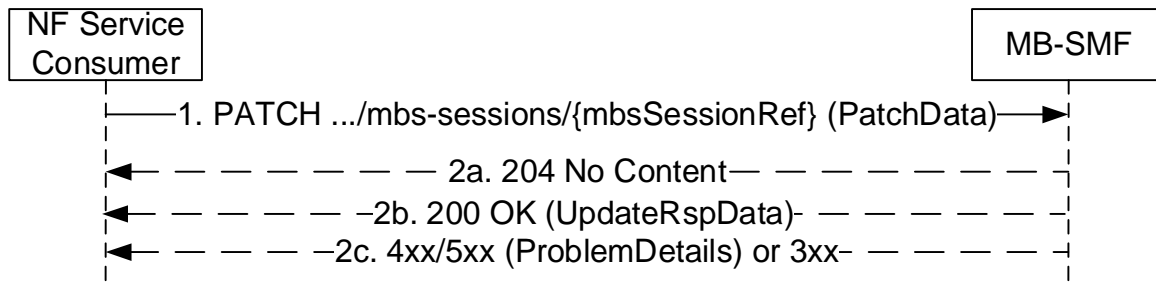 NF Service
Consumer
MB-SMF
1. PATCH .../mbs-sessions/{mbsSessionRef} (PatchData)
2a. 204 No Content
2b. 200 OK (UpdateRspData)
2c. 4xx/5xx (ProblemDetails) or 3xx